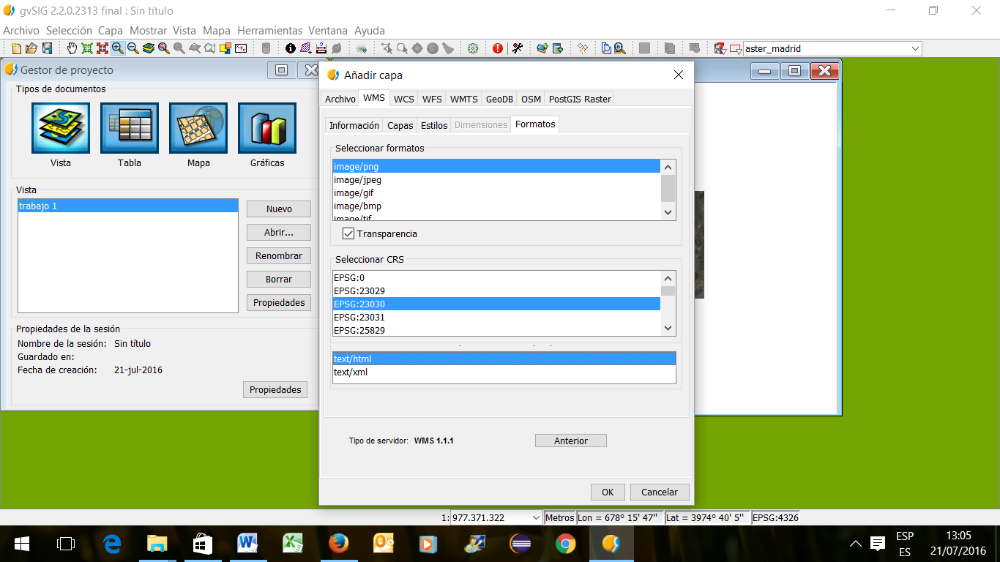 gvSIG 2.2.0.2313 final : Sin título
Archivo Selección Capa Mostrar Vista Mapa Herramientas Ventana Ayuda
aster_madrid
Gestor de proyecto
Tipos de documentos
Vista Tabla Mapa Gráficas
Vista
trabajo 1
Nuevo
Abrir...
Renombrar
Borrar
Propiedades
Propiedades de la sesión
Nombre de la sesión: Sin título
Guardado en:
Fecha de creación: 21-jul-2016
Propiedades
Añadir capa
Archivo WMS WCS WFS WMTS GeoDB OSM PostGIS Raster
Información Capas Estilos Dimensiones Formatos
Seleccionar formatos
image/png
image/jpeg
image/gif
image/bmp
image/tif
Transparencia
Seleccionar CRS
EPSG:0
EPSG:23029
EPSG:23030
EPSG:23031
EPSG:25829
text/html
text/xml
Tipo de servidor: WMS 1.1.1
Anterior
OK Cancelar
1: 977.371.322 Metros Lon = 678º 15' 47'' Lat = 3974º 40' 5'' EPSG:4326
ESP
ES
13:05
21/07/2016